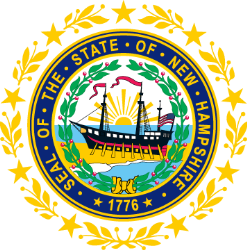 · SEAL · OF · THE · STATE · OF · NEW · HAMPSHIRE ·
1776